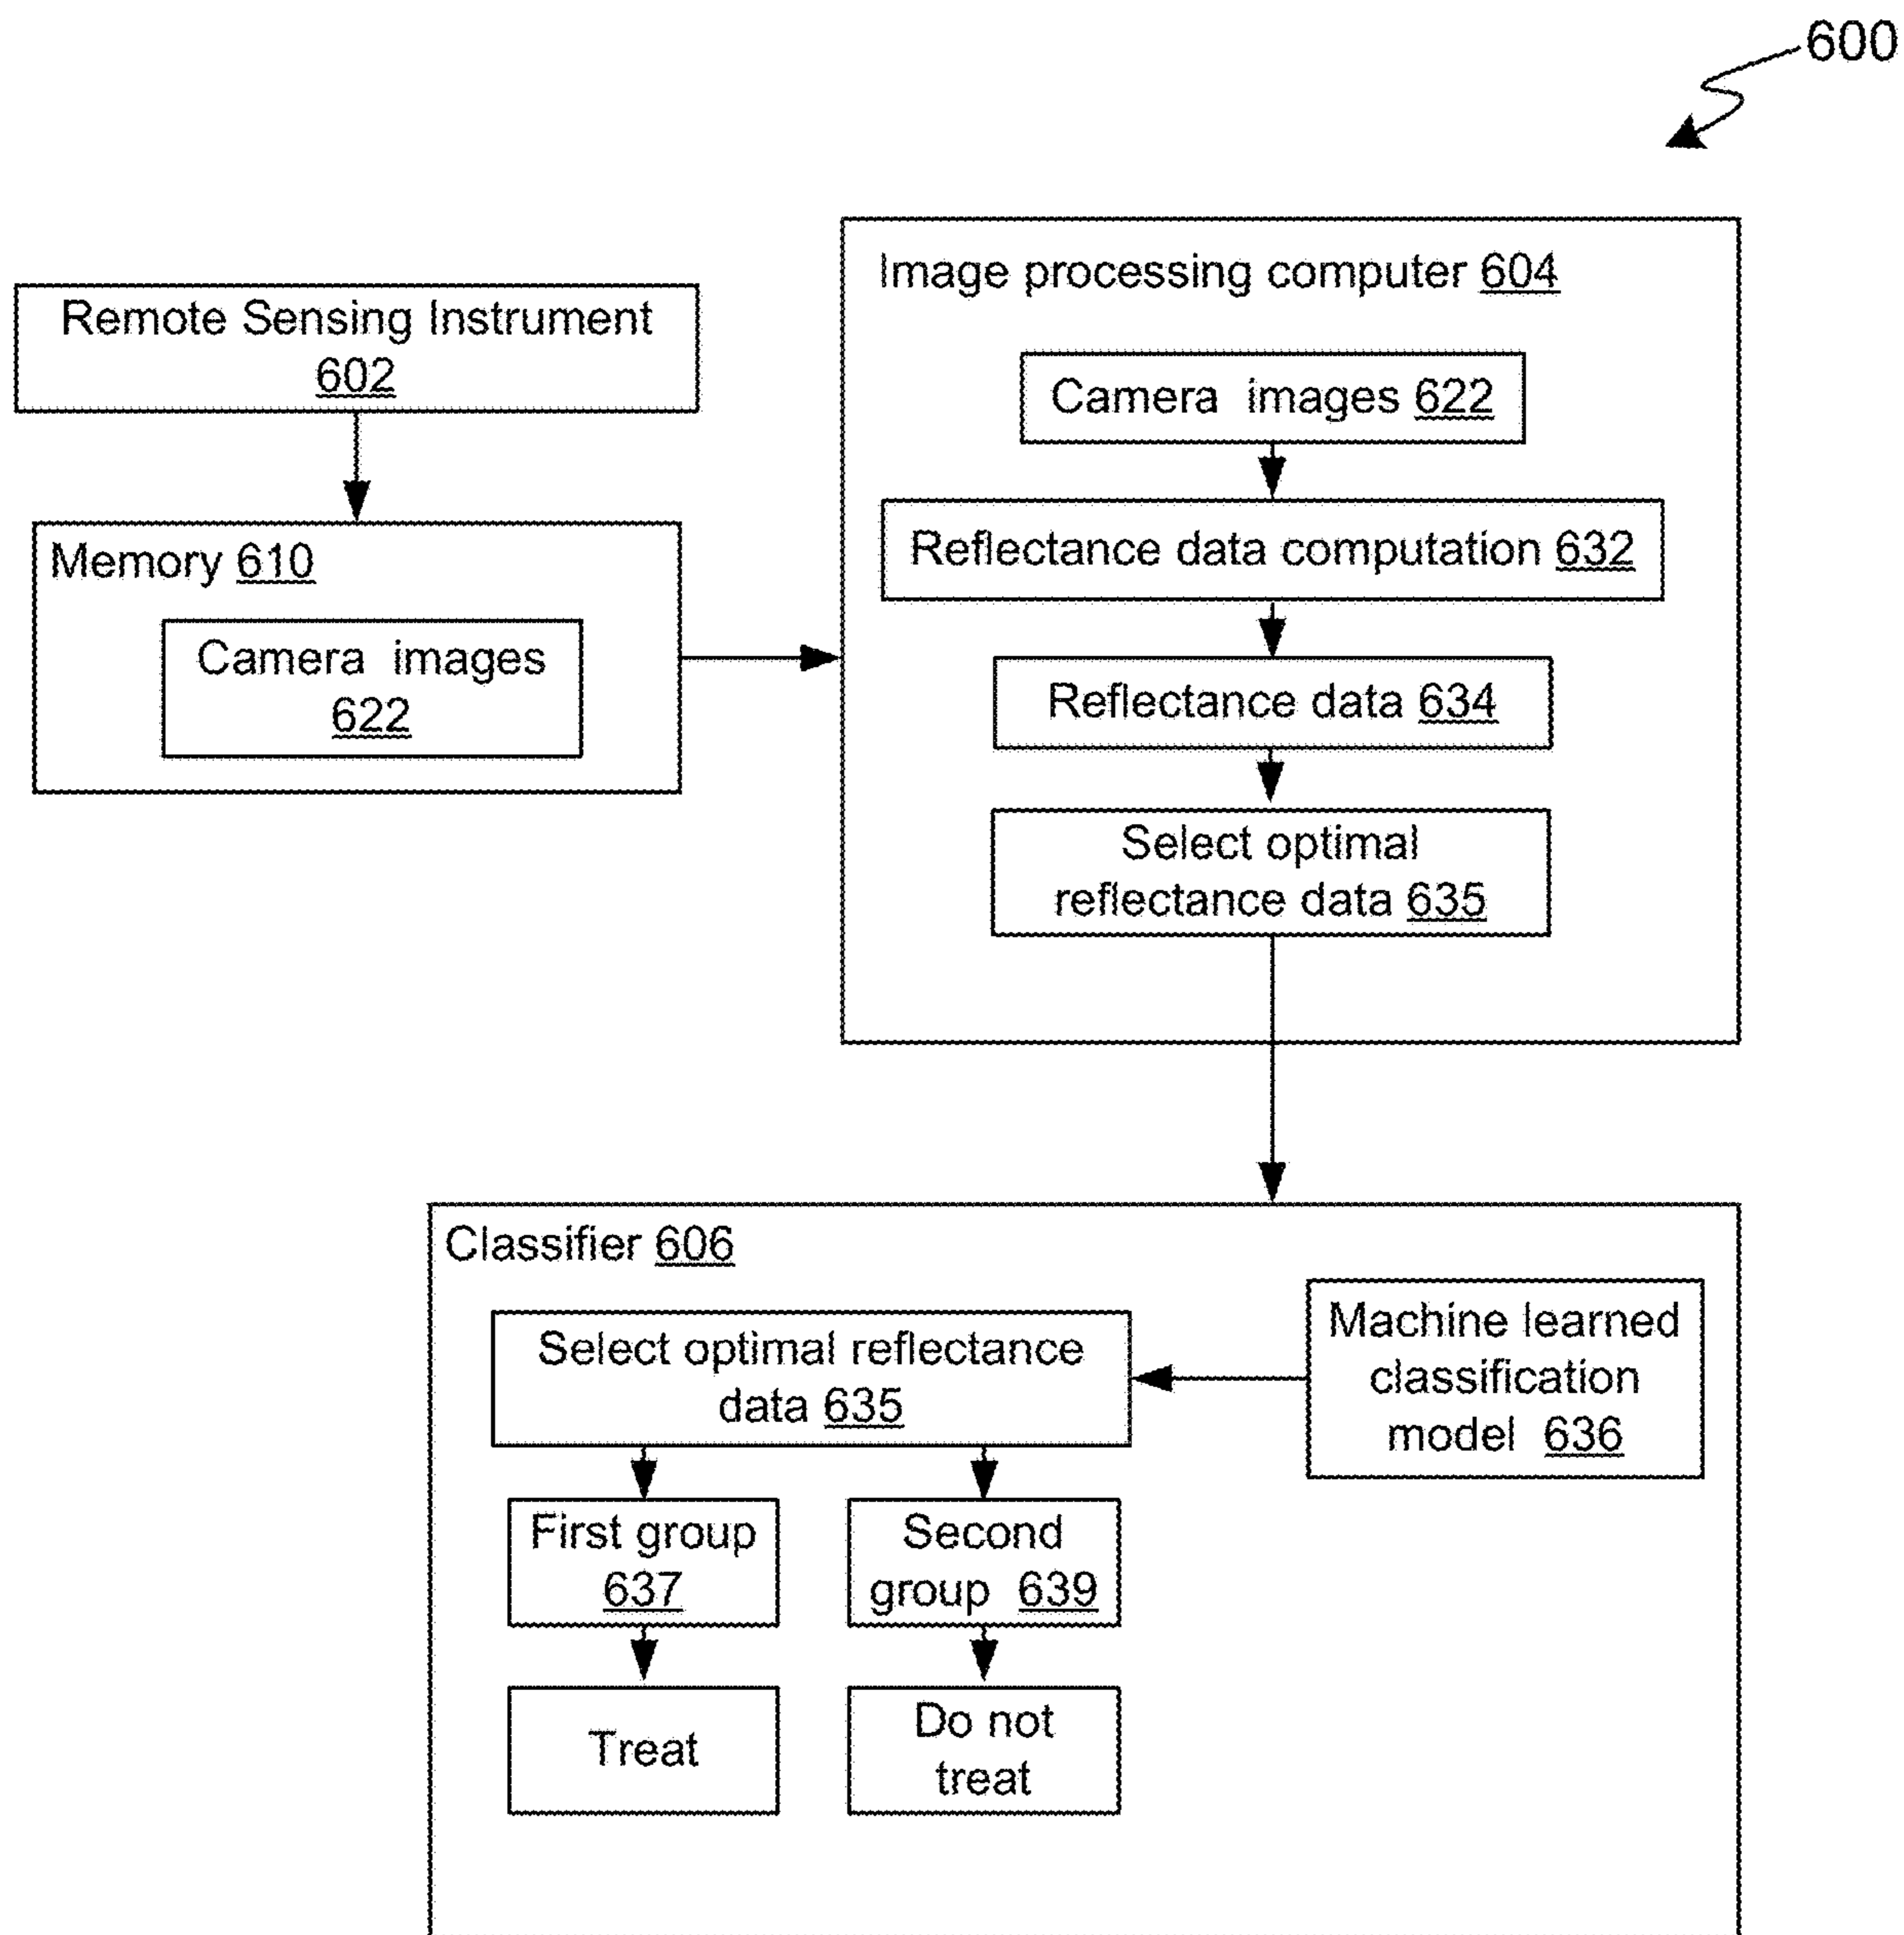 600
Remote Sensing Instrument
602
Memory 610
Camera images
622
Image processing computer 604
Camera images 622
Reflectance data computation 632
Reflectance data 634
Select optimal
reflectance data 635
Classifier 606
Select optimal reflectance
data 635
Machine learned
classification
model 636
First group
637
Second
group 639
Treat
Do not
treat